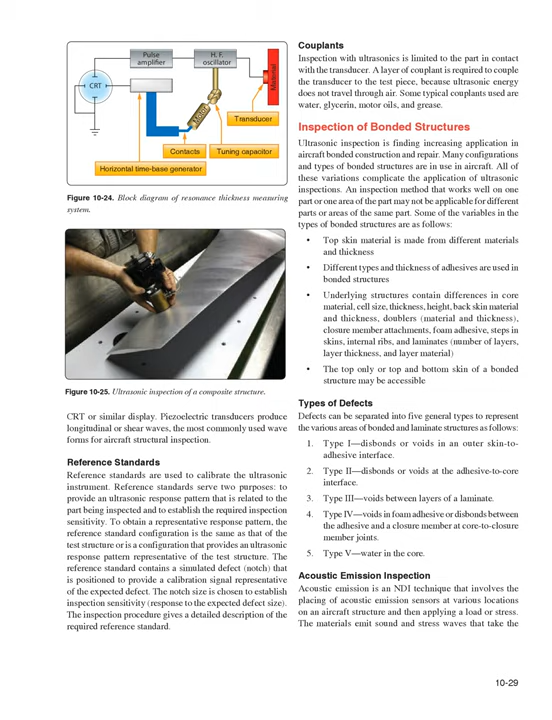 Pulse
amplifier
H. F.
oscillator
CRT
Material
Motor
Transducer
Contacts
Tuning capacitor
Horizontal time-base generator
Figure 10-24. Block diagram of resonance thickness measuring
system.
Figure 10-25. Ultrasonic inspection of a composite structure.
CRT or similar display. Piezoelectric transducers produce
longitudinal or shear waves, the most commonly used wave
forms for aircraft structural inspection.
Reference Standards
Reference standards are used to calibrate the ultrasonic
instrument. Reference standards serve two purposes: to
provide an ultrasonic response pattern that is related to the
part being inspected and to establish the required inspection
sensitivity. To obtain a representative response pattern, the
reference standard configuration is the same as that of the
test structure or is a configuration that provides an ultrasonic
response pattern representative of the test structure. The
reference standard contains a simulated defect (notch) that
is positioned to provide a calibration signal representative
of the expected defect. The notch size is chosen to establish
inspection sensitivity (response to the expected defect size).
The inspection procedure gives a detailed description of the
required reference standard.
Couplants
Inspection with ultrasonics is limited to the part in contact
with the transducer. A layer of couplant is required to couple
the transducer to the test piece, because ultrasonic energy
does not travel through air. Some typical couplants used are
water, glycerin, motor oils, and grease.
Inspection of Bonded Structures
Ultrasonic inspection is finding increasing application in
aircraft bonded construction and repair. Many configurations
and types of bonded structures are in use in aircraft. All of
these variations complicate the application of ultrasonic
inspections. An inspection method that works well on one
part or one area of the part may not be applicable for different
parts or areas of the same part. Some of the variables in the
types of bonded structures are as follows:
• Top skin material is made from different materials
and thickness
• Different types and thickness of adhesives are used in
bonded structures
• Underlying structures contain differences in core
material, cell size, thickness, height, back skin material
and thickness, doublers (material and thickness),
closure member attachments, foam adhesive, steps in
skins, internal ribs, and laminates (number of layers,
layer thickness, and layer material)
• The top only or top and bottom skin of a bonded
structure may be accessible
Types of Defects
Defects can be separated into five general types to represent
the various areas of bonded and laminate structures as follows:
1. Type I—disbonds or voids in an outer skin-to-
adhesive interface.
2. Type II—disbonds or voids at the adhesive-to-core
interface.
3. Type III—voids between layers of a laminate.
4. Type IV—voids in foam adhesive or disbonds between
the adhesive and a closure member at core-to-closure
member joints.
5. Type V—water in the core.
Acoustic Emission Inspection
Acoustic emission is an NDI technique that involves the
placing of acoustic emission sensors at various locations
on an aircraft structure and then applying a load or stress.
The materials emit sound and stress waves that take the
10-29